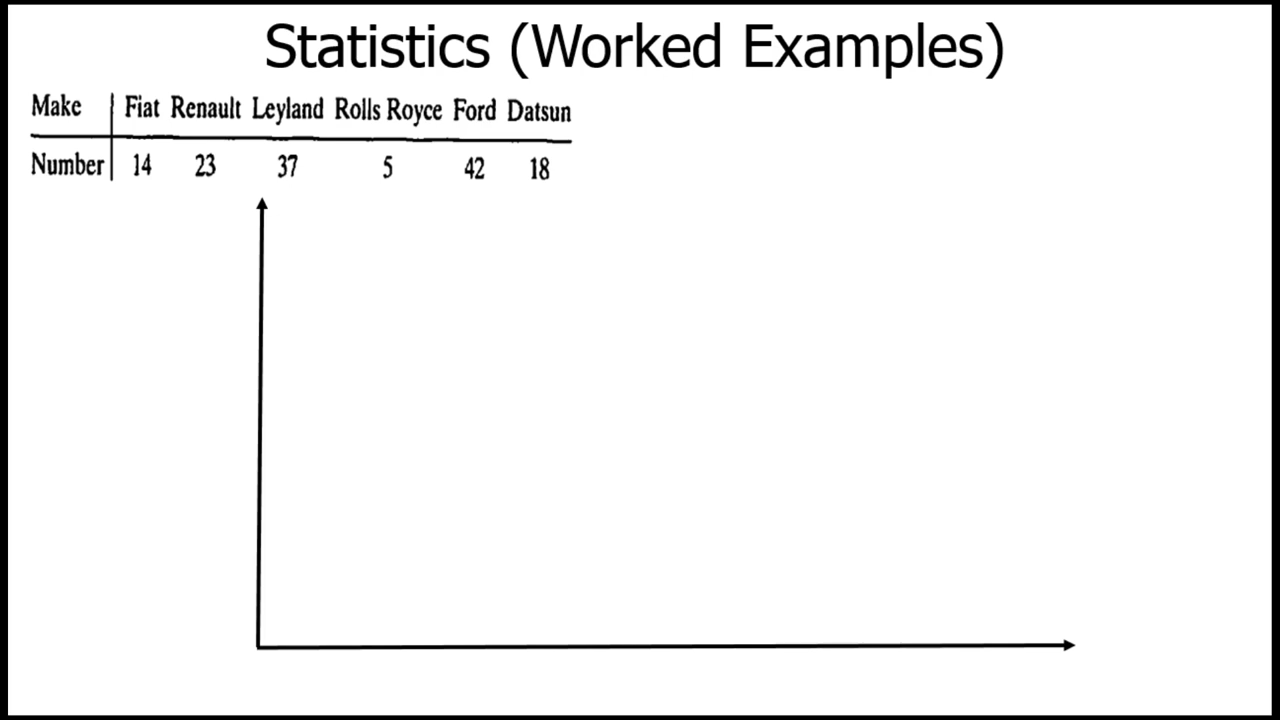 Statistics (Worked Examples)
Make Fiat Renault Leyland Rolls Royce Ford Datsun
Number 14 23 37 5 42 18